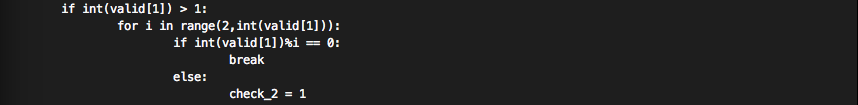 if int(valid[1]) > 1:
for i in range(2,int(valid[1])):
if int(valid[1])%i == 0:
break
else:
check_2 = 1